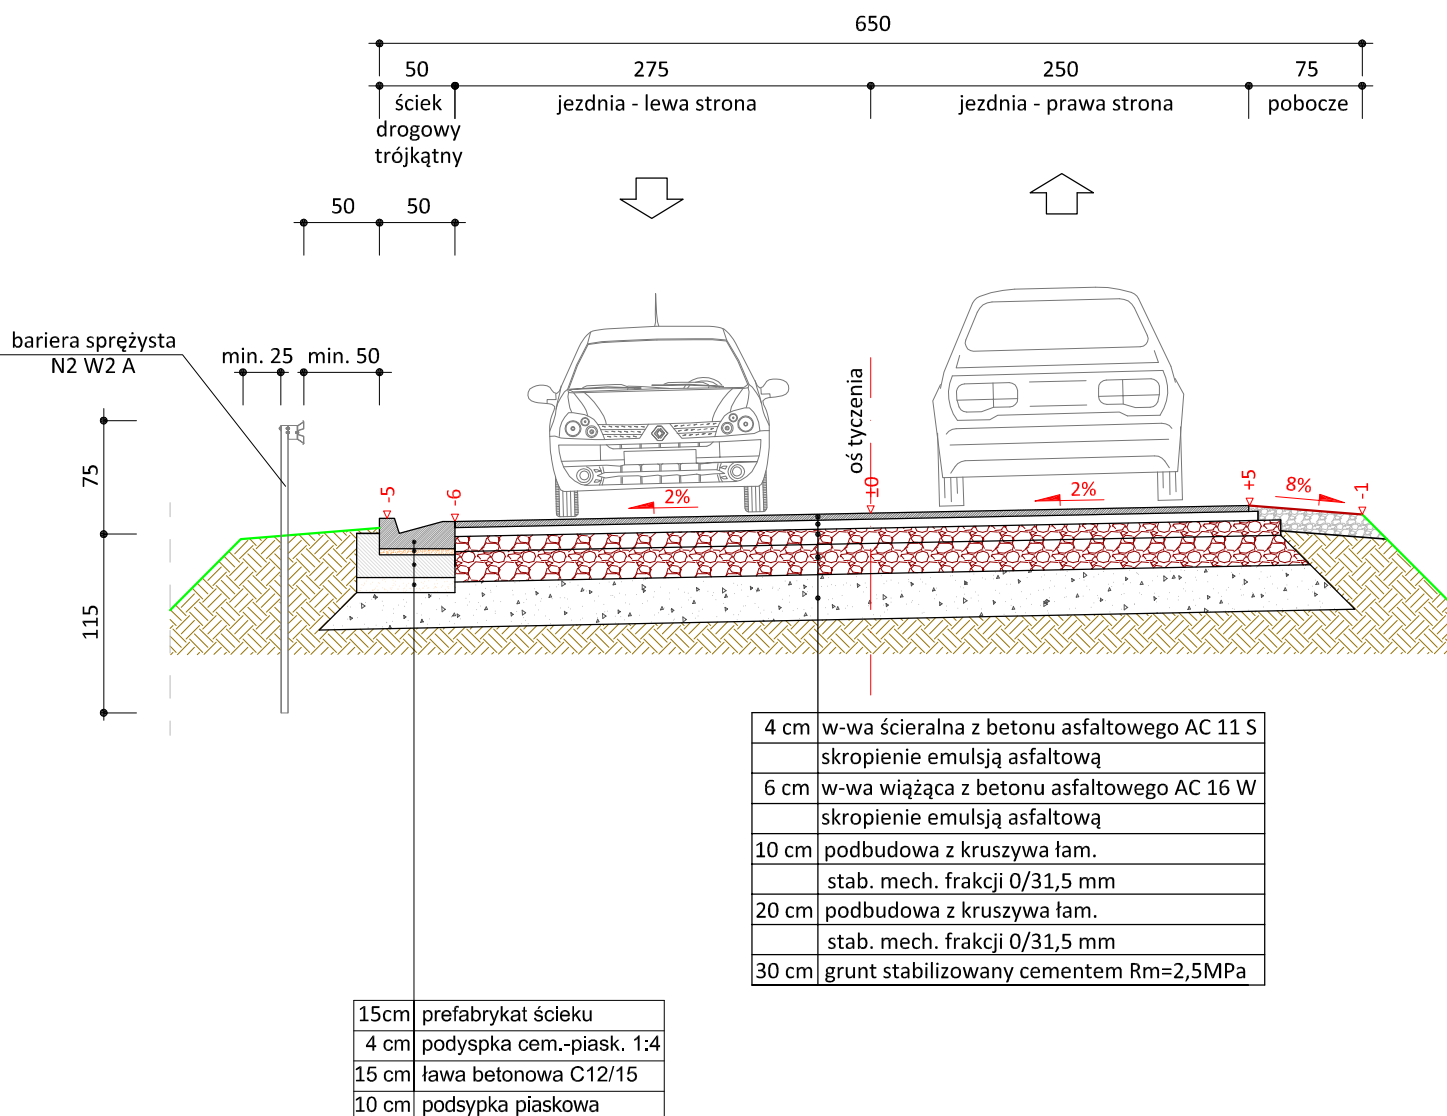 650
50 275 250 75
ściek jezdnia - lewa strona jezdnia - prawa strona pobocze
drogowy
trójkątny
50 50
bariera sprężysta
N2 W2 A
min. 25 min. 50
oś tyczenia
75
115
-5 -6 2% ±0 2% +5 8% -1
4 cm w-wa ścieralna z betonu asfaltowego AC 11 S
skropienie emulsją asfaltową
6 cm w-wa wiążąca z betonu asfaltowego AC 16 W
skropienie emulsją asfaltową
10 cm podbudowa z kruszywa łam.
stab. mech. frakcji 0/31,5 mm
20 cm podbudowa z kruszywa łam.
stab. mech. frakcji 0/31,5 mm
30 cm grunt stabilizowany cementem Rm=2,5MPa
15cm prefabrykat ścieku
4 cm podyspka cem.-piask. 1:4
15 cm ława betonowa C12/15
10 cm podsypka piaskowa